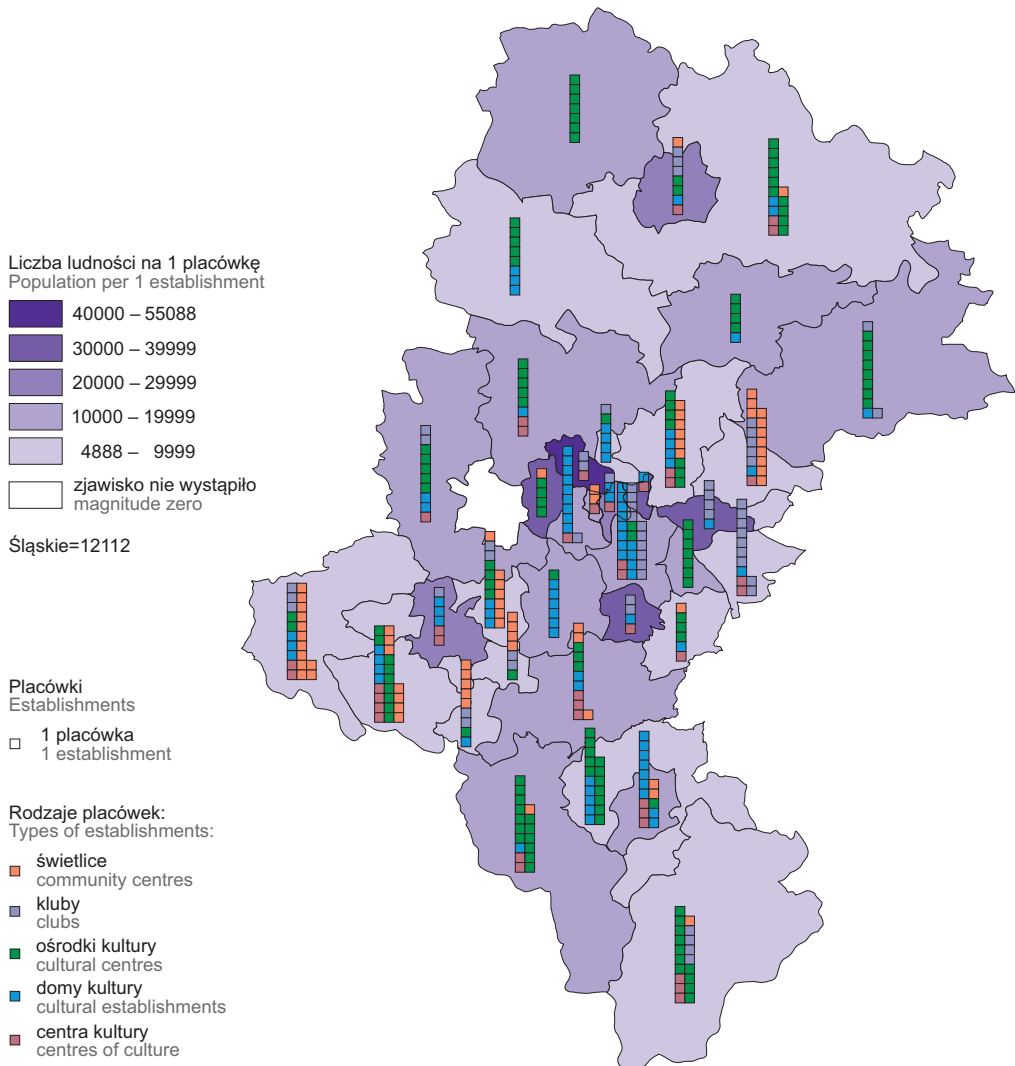 Liczba ludności na 1 placówkę
Population per 1 establishment
40000 – 55088
30000 – 39999
20000 – 29999
10000 – 19999
4888 – 9999
zjawisko nie wystąpiło
magnitude zero
Śląskie=12112
Placówki
Establishments
1 placówka
1 establishment
Rodzaje placówek:
Types of establishments:
świetlice
community centres
kluby
clubs
ośrodki kultury
cultural centres
domy kultury
cultural establishments
centra kultury
centres of culture